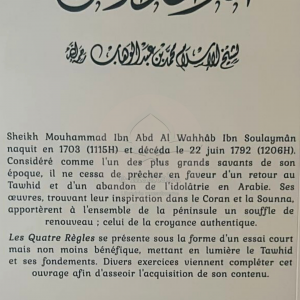 لشيخ الإسلام محمد بن عبد الوهاب
Sheikh Mouhammad Ibn Abd Al Wahhâb Ibn Soulaymân
naquit en 1703 (1115H) et décéda le 22 juin 1792 (1206H).
Considéré comme l'un des plus grands savants de son
époque, il ne cessa de prêcher en faveur d'un retour au
Tawhid et d'un abandon de l'idolâtrie en Arabie. Ses
œuvres, trouvant leur inspiration dans le Coran et la Sounna,
apportèrent à l'ensemble de la péninsule un souffle de
renouveau ; celui de la croyance authentique.
Les Quatre Règles se présente sous la forme d'un essai court
mais non moins bénéfique, mettant en lumière le Tawhid
et ses fondements. Divers exercices viennent compléter cet
ouvrage afin d'asseoir l'acquisition de son contenu.